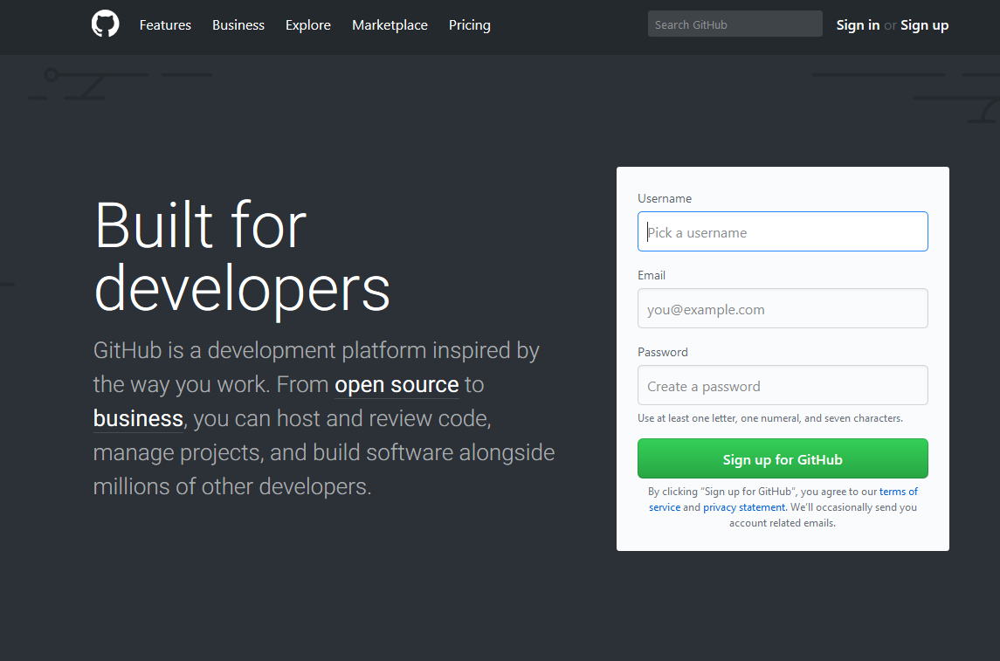 Features Business Explore Marketplace Pricing Search GitHub Sign in or Sign up
Built for
developers
GitHub is a development platform inspired by
the way you work. From open source to
business, you can host and review code,
manage projects, and build software alongside
millions of other developers.
Username
Pick a username
Email
you@example.com
Password
Create a password
Use at least one letter, one numeral, and seven characters.
Sign up for GitHub
By clicking “Sign up for GitHub”, you agree to our terms of
service and privacy statement. We’ll occasionally send you
account related emails.